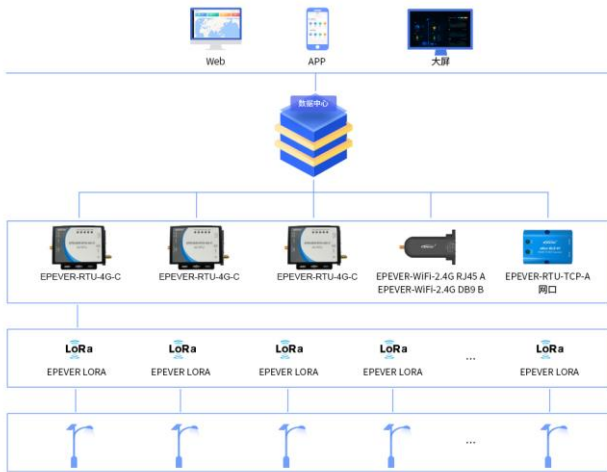 Web
APP
大屏
数据中心
EPEVER-RTU-4G-C
EPEVER-RTU-4G-C
EPEVER-RTU-4G-C
EPEVER-WiFi-2.4G RJ45 A
EPEVER-WiFi-2.4G DB9 B
EPEVER-RTU-TCP-A
网口
LoRa
LoRa
LoRa
LoRa
...
LoRa
EPEVER LORA
EPEVER LORA
EPEVER LORA
EPEVER LORA
EPEVER LORA
...